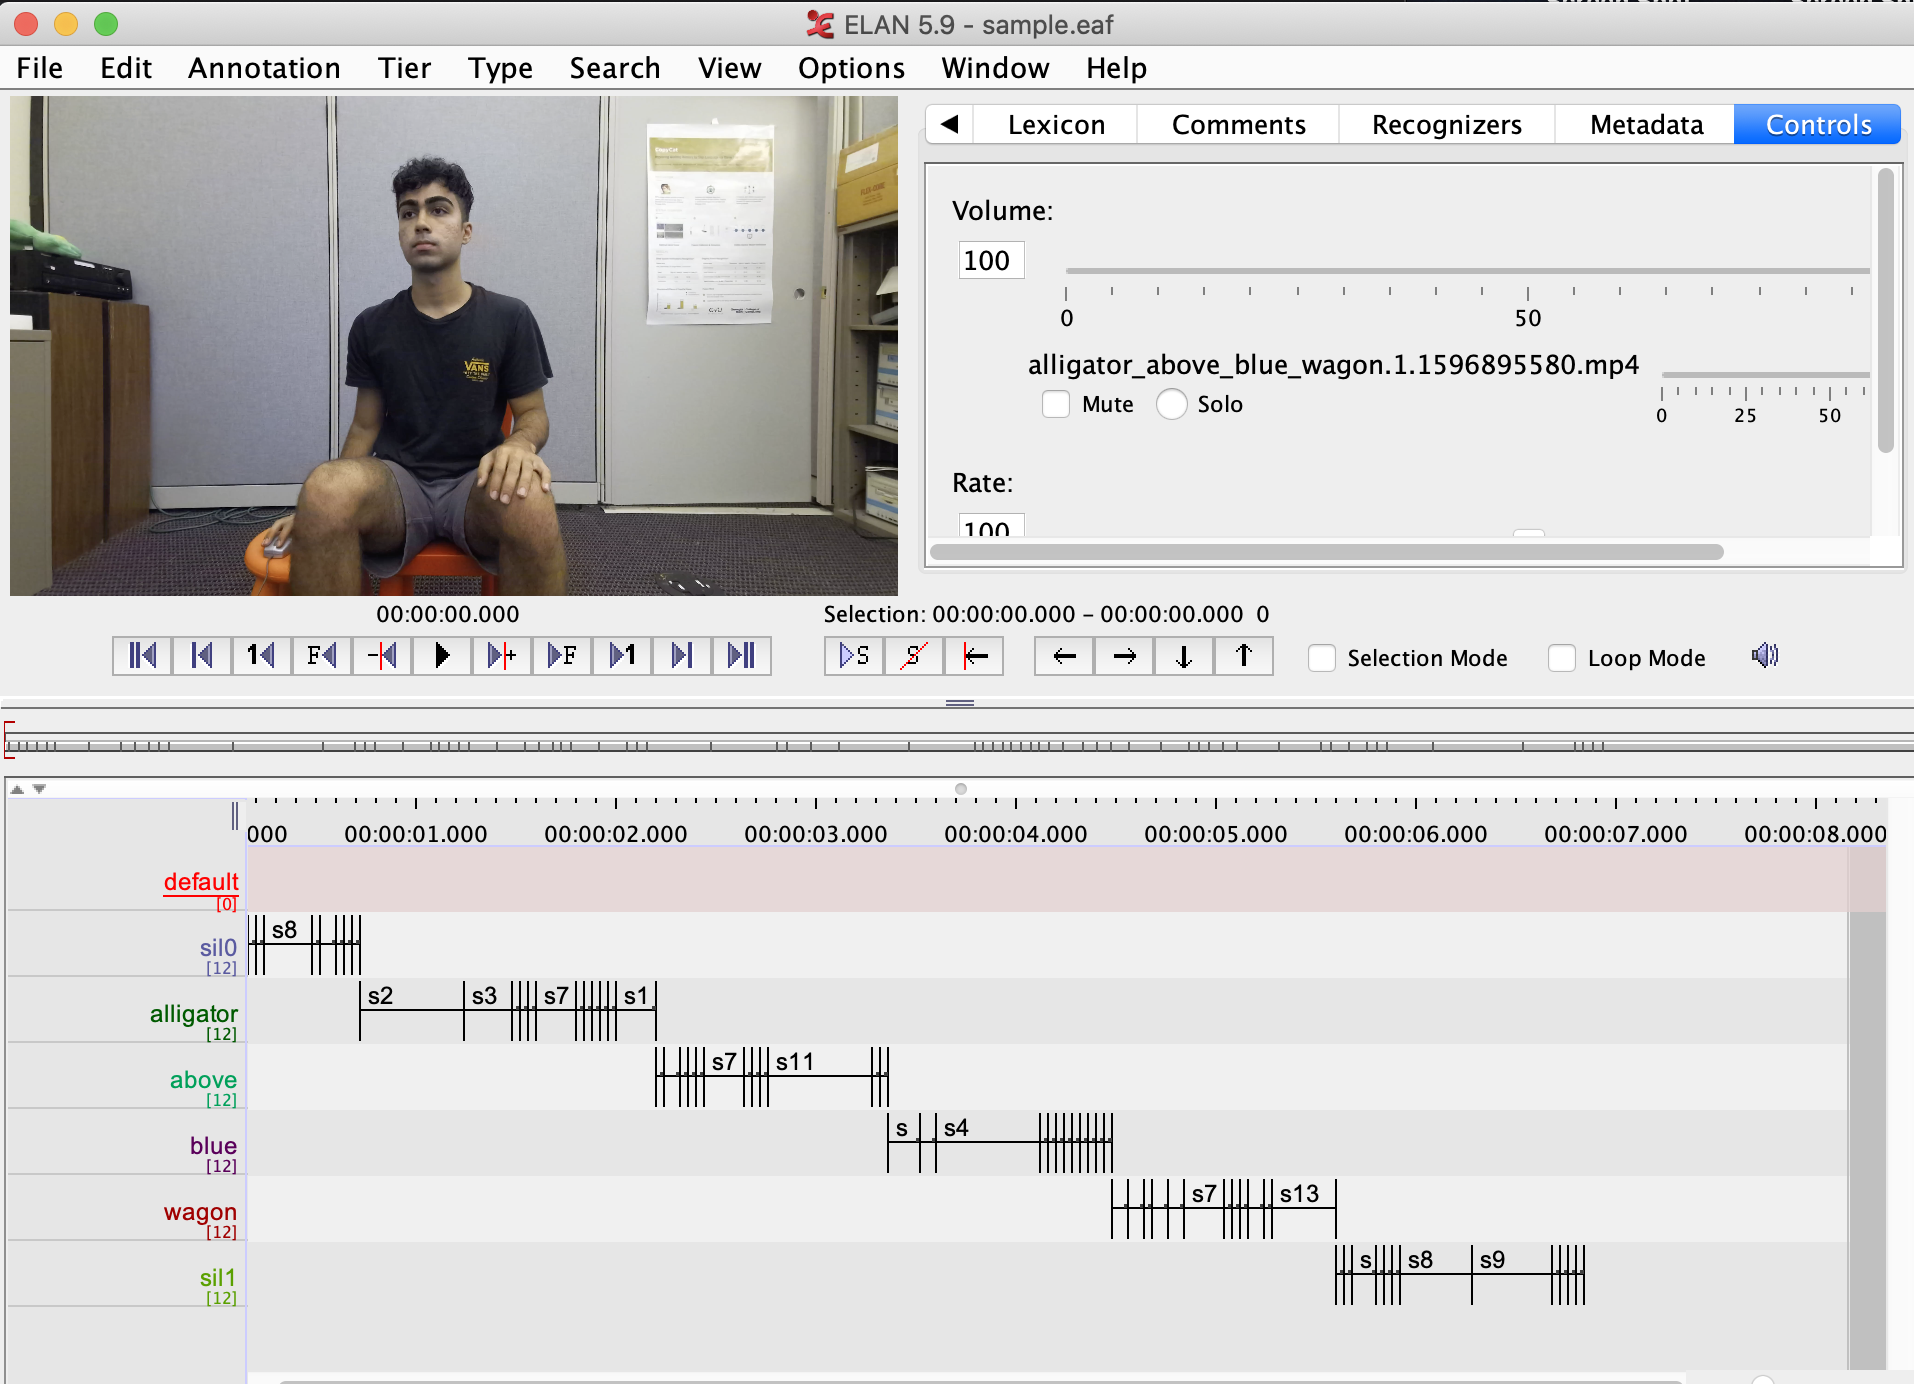 ELAN 5.9 - sample.eaf
File Edit Annotation Tier Type Search View Options Window Help
Lexicon Comments Recognizers Metadata Controls
Volume:
100
0 50
alligator_above_blue_wagon.1.1596895580.mp4
Mute Solo
0 25 50
Rate:
100
VANS
00:00:00.000
Selection: 00:00:00.000 – 00:00:00.000 0
1 F - + F 1 S S Selection Mode Loop Mode
000 00:00:01.000 00:00:02.000 00:00:03.000 00:00:04.000 00:00:05.000 00:00:06.000 00:00:07.000 00:00:08.000
default
[0]
sil0 s8
[12]
alligator s2 s3 s7 s1
[12]
above s7 s11
[12]
blue s s4
[12]
wagon s7 s13
[12]
sil1 s s8 s9
[12]